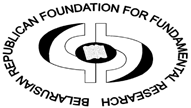 BELARUSIAN REPUBLICAN FOUNDATION FOR FUNDAMENTAL RESEARCH